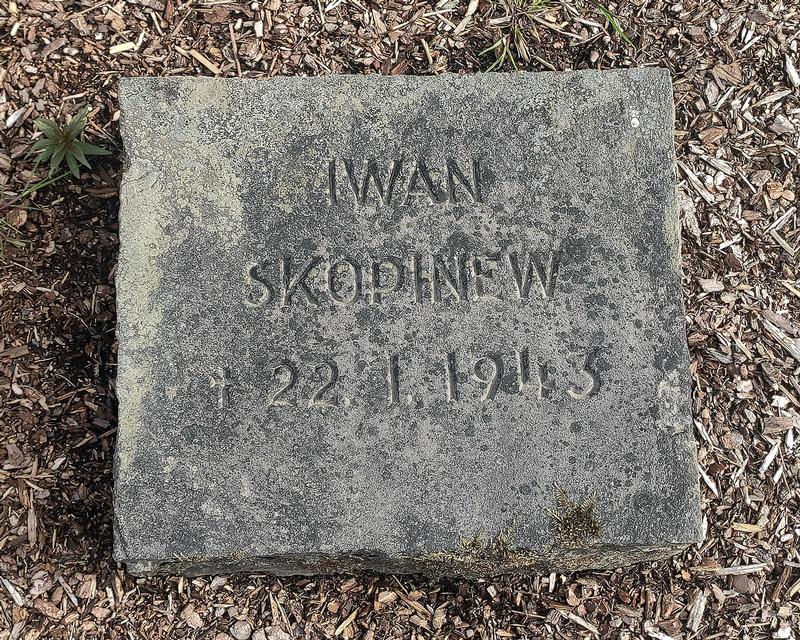 IWAN
SKOPINEW
† 22. 1. 1943